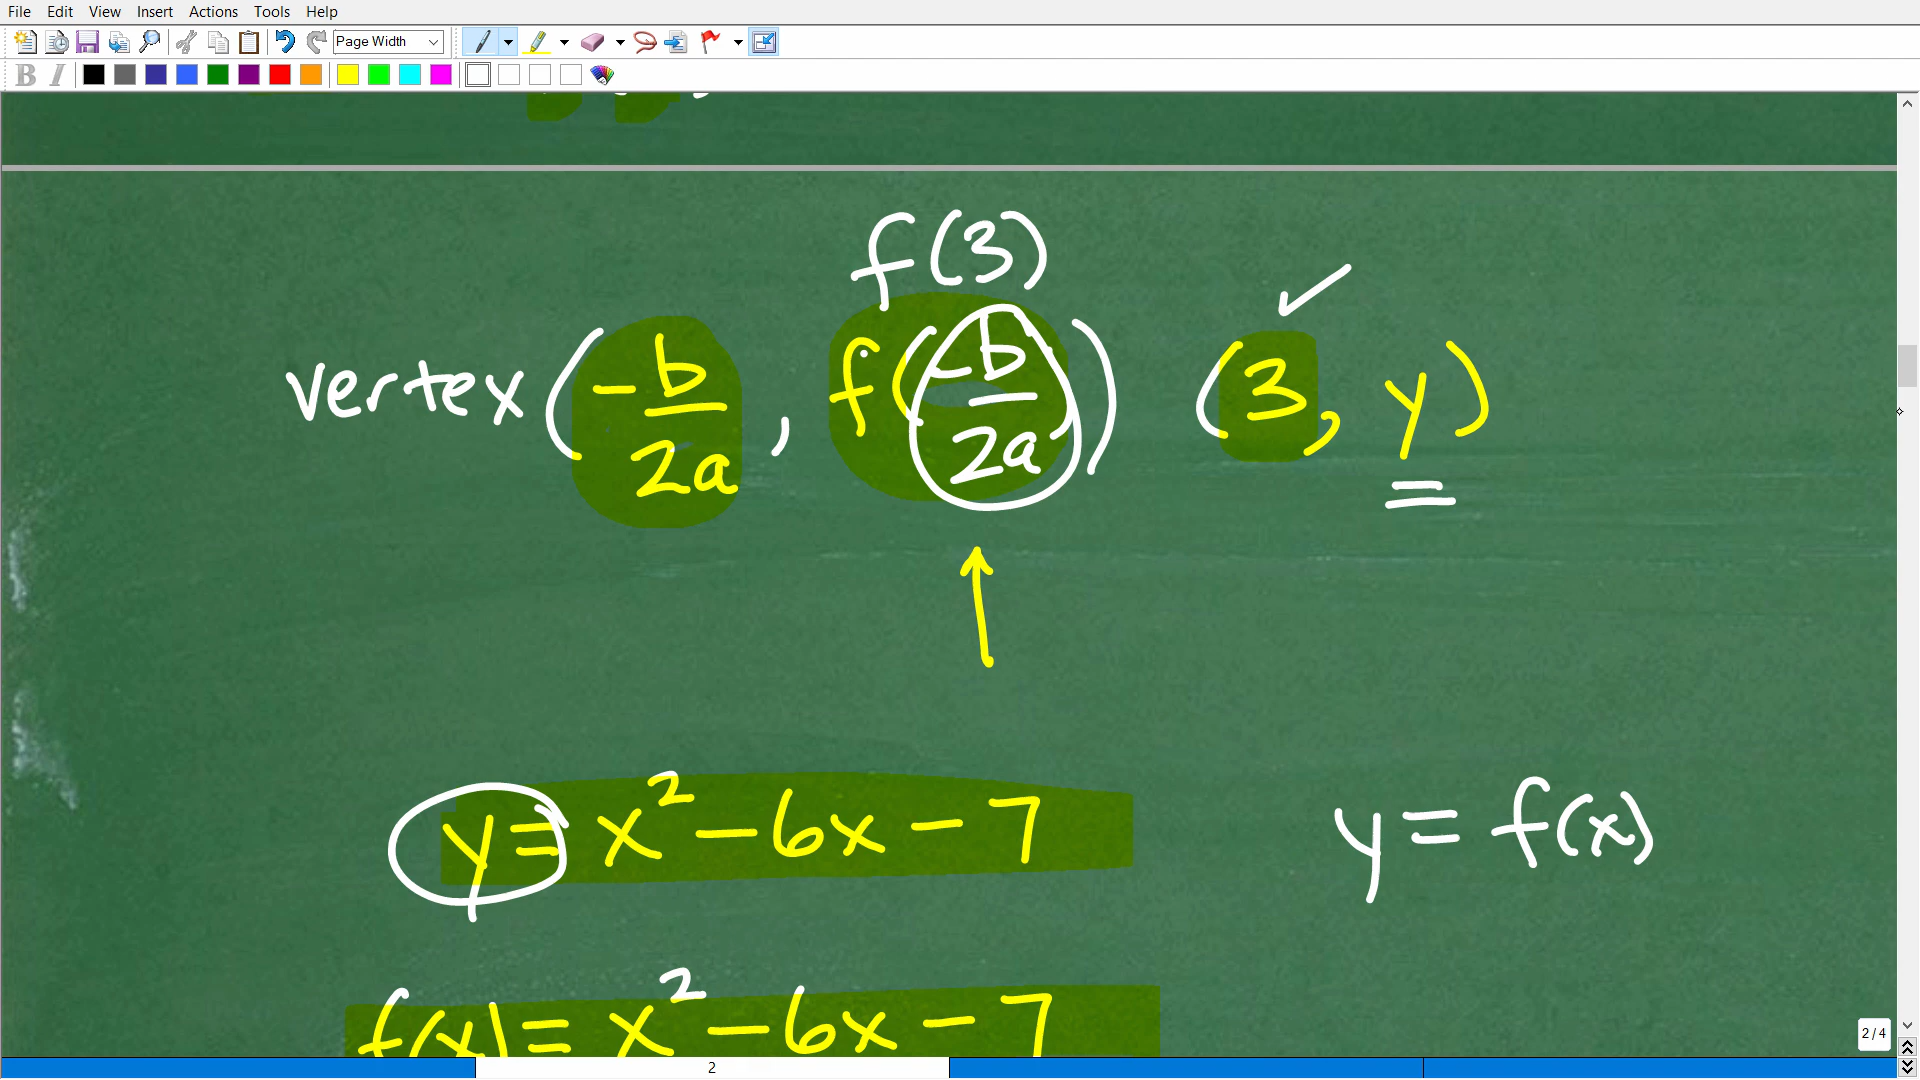 File Edit View Insert Actions Tools Help
Page Width
B I
f(3)
vertex (-b/2a, f(-b/2a)) (3, y)
y = x² - 6x - 7
y = f(x)
f(x) = x² - 6x - 7
2/4
2